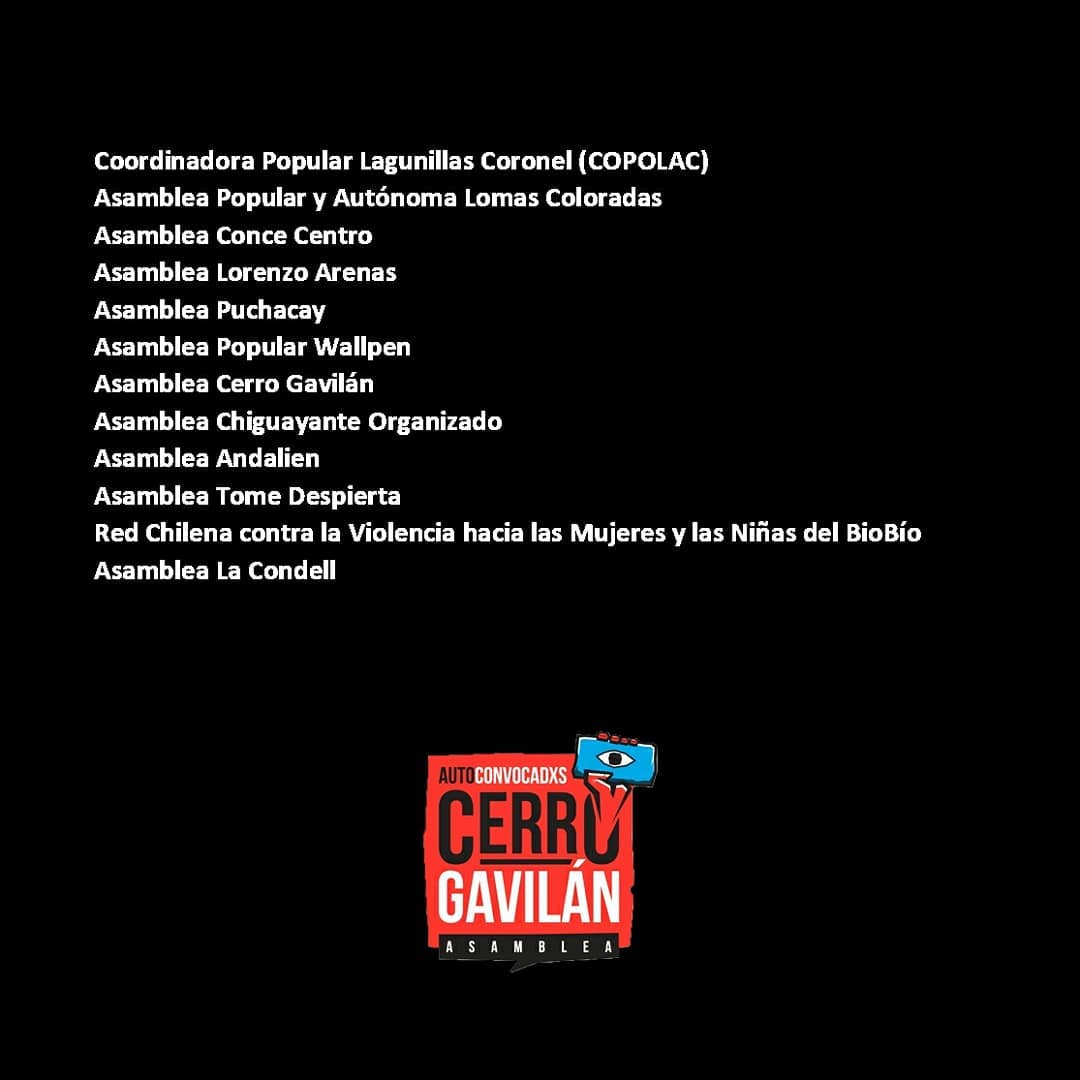 Coordinadora Popular Lagunillas Coronel (COPOLAC)
Asamblea Popular y Autónoma Lomas Coloradas
Asamblea Conce Centro
Asamblea Lorenzo Arenas
Asamblea Puchacay
Asamblea Popular Wallpen
Asamblea Cerro Gavilán
Asamblea Chiguayante Organizado
Asamblea Andalien
Asamblea Tome Despierta
Red Chilena contra la Violencia hacia las Mujeres y las Niñas del BioBío
Asamblea La Condell
AUTOCONVOCADXS
CERRO
GAVILÁN
ASAMBLEA